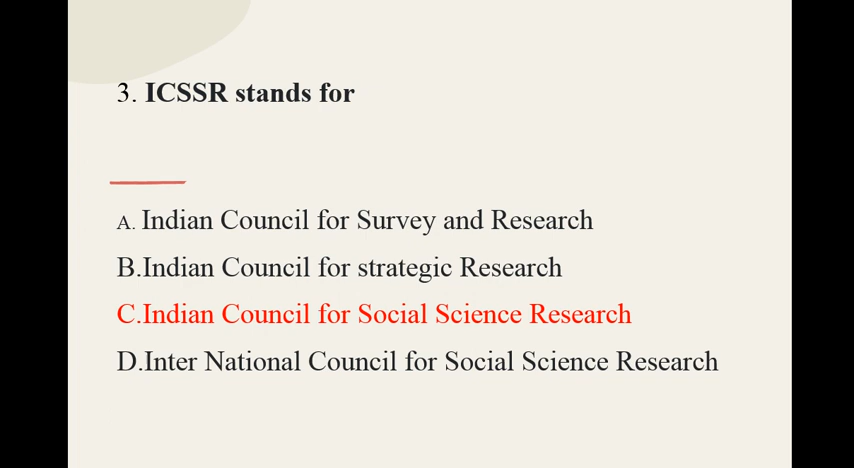 3. ICSSR stands for
A. Indian Council for Survey and Research
B.Indian Council for strategic Research
C.Indian Council for Social Science Research
D.Inter National Council for Social Science Research